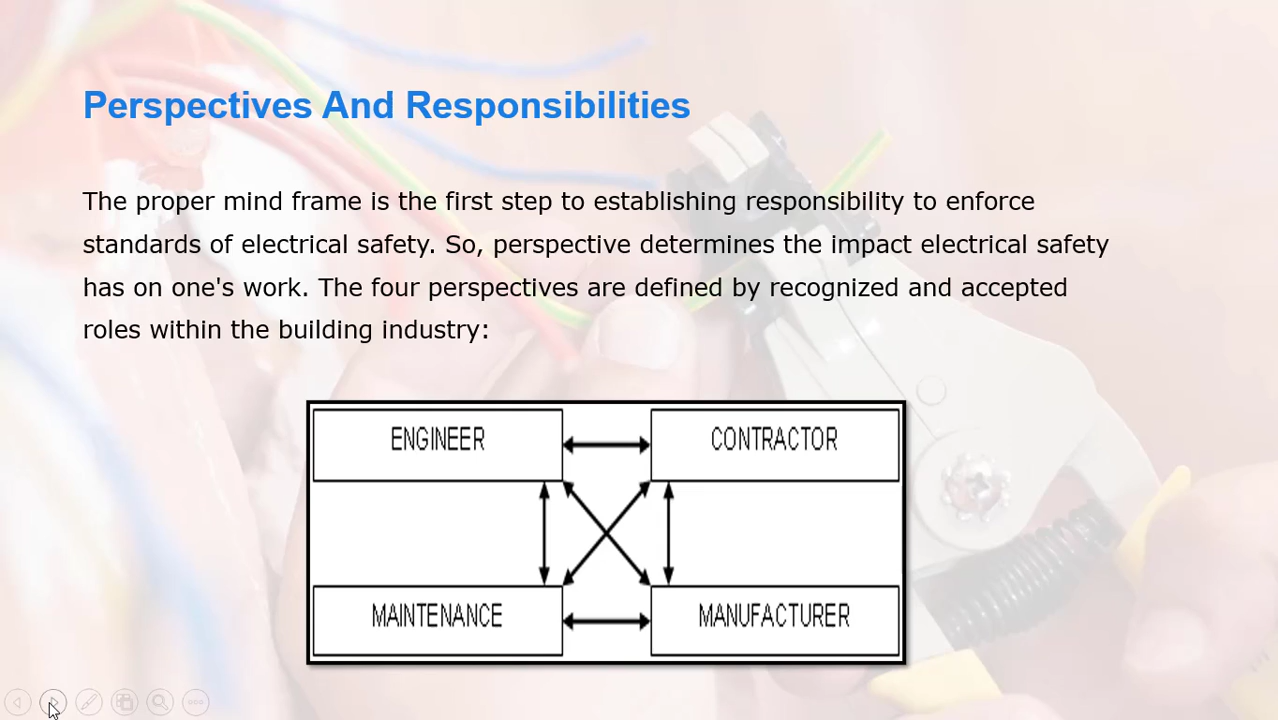 Perspectives And Responsibilities
The proper mind frame is the first step to establishing responsibility to enforce
standards of electrical safety. So, perspective determines the impact electrical safety
has on one's work. The four perspectives are defined by recognized and accepted
roles within the building industry:
ENGINEER
CONTRACTOR
MAINTENANCE
MANUFACTURER